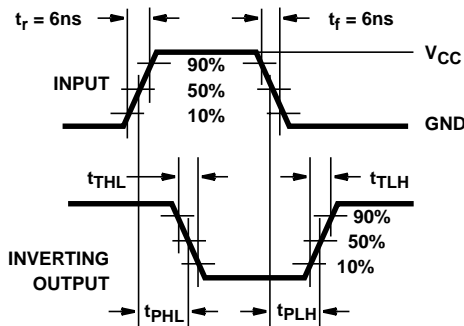 tr = 6ns
tf = 6ns
VCC
90%
INPUT
50%
10%
GND
tTHL
tTLH
90%
50%
10%
INVERTING
OUTPUT
tPHL
tPLH